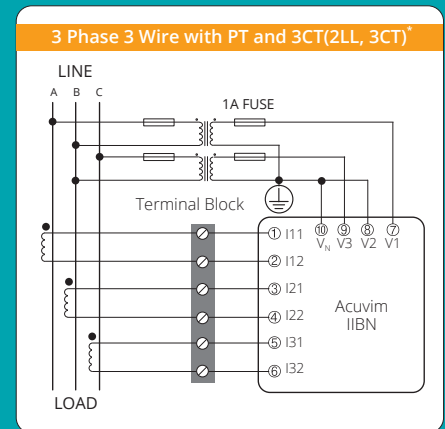 3 Phase 3 Wire with PT and 3CT(2LL, 3CT)*
LINE
A B C
1A FUSE
Terminal Block
① I11
② I12
③ I21
④ I22
⑤ I31
⑥ I32
⑩ ⑨ ⑧ ⑦
VN V3 V2 V1
Acuvim
IIBN
LOAD